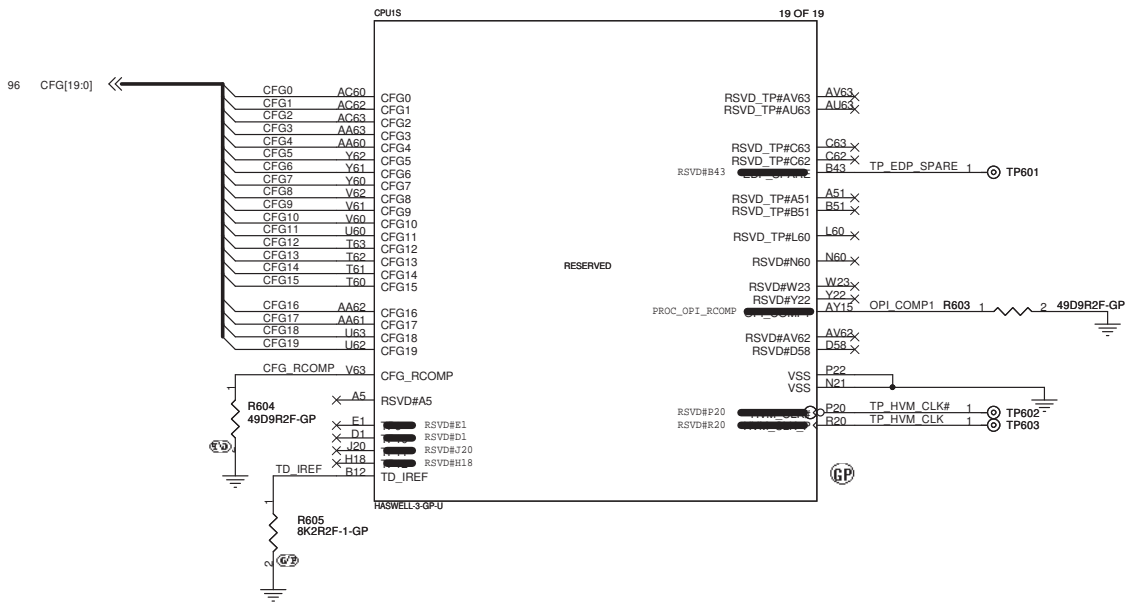 CPU1S
19 OF 19
96 CFG[19:0]
CFG0 AC60 CFG0
CFG1 AC62 CFG1
CFG2 AC63 CFG2
CFG3 AA63 CFG3
CFG4 AA60 CFG4
CFG5 Y62 CFG5
CFG6 Y61 CFG6
CFG7 Y60 CFG7
CFG8 V62 CFG8
CFG9 V61 CFG9
CFG10 V60 CFG10
CFG11 U60 CFG11
CFG12 T63 CFG12
CFG13 T62 CFG13
CFG14 T61 CFG14
CFG15 T60 CFG15
CFG16 AA62 CFG16
CFG17 AA61 CFG17
CFG18 U63 CFG18
CFG19 U62 CFG19
CFG_RCOMP V63 CFG_RCOMP
A5 RSVD#A5
E1 RSVD#E1
D1 RSVD#D1
J20 RSVD#J20
H18 RSVD#H18
TD_IREF B12 TD_IREF
1
R604
49D9R2F-GP
1
R605
8K2R2F-1-GP
2
HASWELL-3-GP-U
RESERVED
RSVD_TP#AV63 AV63
RSVD_TP#AU63 AU63
RSVD_TP#C63 C63
RSVD_TP#C62 C62
RSVD#B43 B43 TP_EDP_SPARE 1 TP601
RSVD_TP#A51 A51
RSVD_TP#B51 B51
RSVD_TP#L60 L60
RSVD#N60 N60
RSVD#W23 W23
RSVD#Y22 Y22
PROC_OPI_RCOMP AY15 OPI_COMP1 R603 1 2 49D9R2F-GP
RSVD#AV62 AV62
RSVD#D58 D58
VSS P22
VSS N21
RSVD#P20 P20 TP_HVM_CLK# 1 TP602
RSVD#R20 R20 TP_HVM_CLK 1 TP603
GP